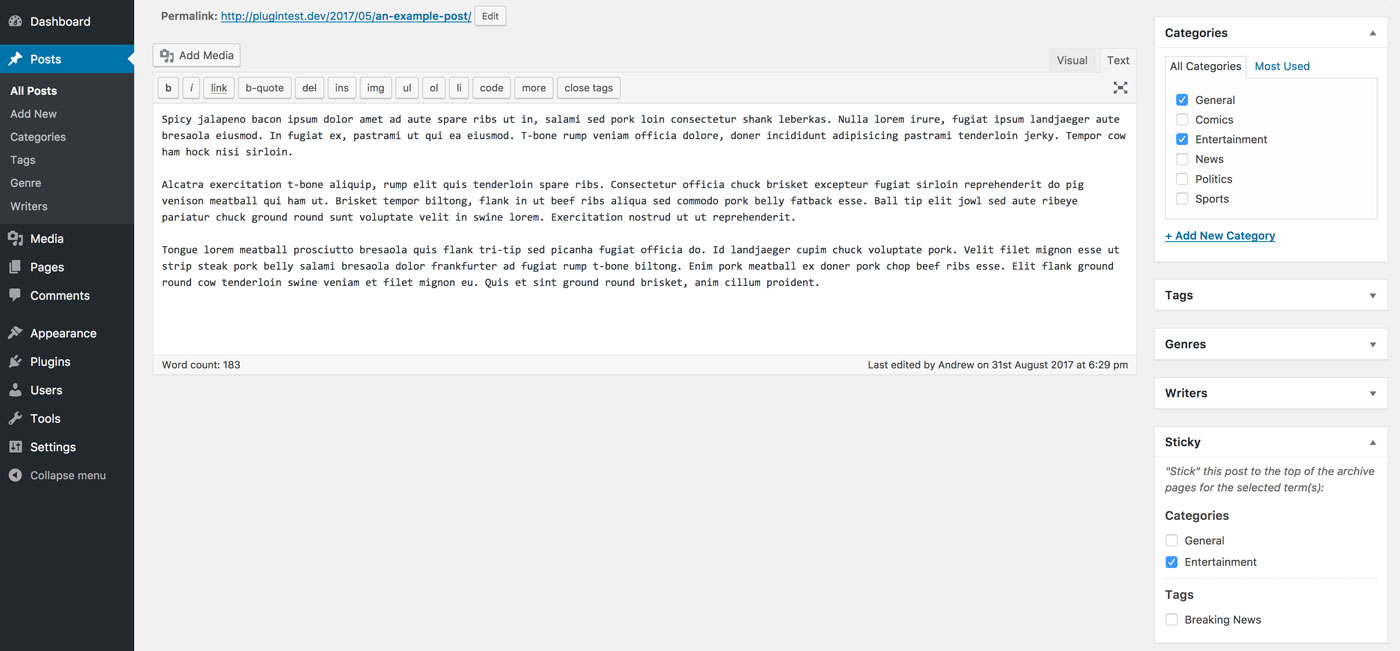 Dashboard
Posts
All Posts
Add New
Categories
Tags
Genre
Writers
Media
Pages
Comments
Appearance
Plugins
Users
Tools
Settings
Collapse menu
Permalink: http://plugintest.dev/2017/05/an-example-post/ Edit
Add Media
Visual Text
b i link b-quote del ins img ul ol li code more close tags
Spicy jalapeno bacon ipsum dolor amet ad aute spare ribs ut in, salami sed pork loin consectetur shank leberkas. Nulla lorem irure, fugiat ipsum landjaeger aute
bresaola eiusmod. In fugiat ex, pastrami ut qui ea eiusmod. T-bone rump veniam officia dolore, doner incididunt adipisicing pastrami tenderloin jerky. Tempor cow
ham hock nisi sirloin.
Alcatra exercitation t-bone aliquip, rump elit quis tenderloin spare ribs. Consectetur officia chuck brisket excepteur fugiat sirloin reprehenderit do pig
venison meatball qui ham ut. Brisket tempor biltong, flank in ut beef ribs aliqua sed commodo pork belly fatback esse. Ball tip elit jowl sed aute ribeye
pariatur chuck ground round sunt voluptate velit in swine lorem. Exercitation nostrud ut ut reprehenderit.
Tongue lorem meatball prosciutto bresaola quis flank tri-tip sed picanha fugiat officia do. Id landjaeger cupim chuck voluptate pork. Velit filet mignon esse ut
strip steak pork belly salami bresaola dolor frankfurter ad fugiat rump t-bone biltong. Enim pork meatball ex doner pork chop beef ribs esse. Elit flank ground
round cow tenderloin swine veniam et filet mignon eu. Quis et sint ground round brisket, anim cillum proident.
Word count: 183
Last edited by Andrew on 31st August 2017 at 6:29 pm
Categories
All Categories Most Used
General
Comics
Entertainment
News
Politics
Sports
+ Add New Category
Tags
Genres
Writers
Sticky
"Stick" this post to the top of the archive
pages for the selected term(s):
Categories
General
Entertainment
Tags
Breaking News